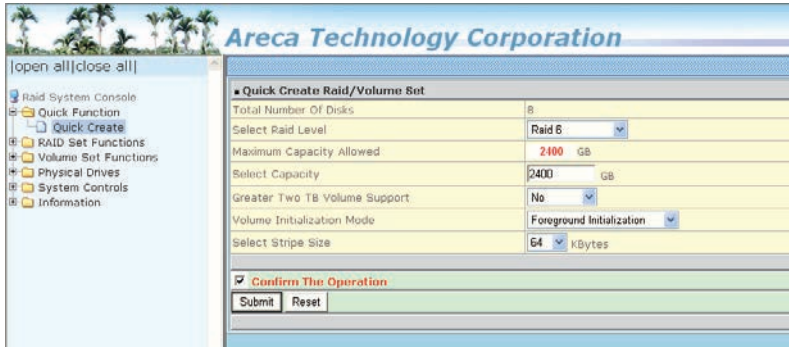 Areca Technology Corporation
|open all|close all|
Raid System Console
Quick Function
Quick Create
RAID Set Functions
Volume Set Functions
Physical Drives
System Controls
Information
Quick Create Raid/Volume Set
Total Number Of Disks 8
Select Raid Level Raid 6
Maximum Capacity Allowed 2400 GB
Select Capacity 2400 GB
Greater Two TB Volume Support No
Volume Initialization Mode Foreground Initialization
Select Stripe Size 64 KBytes
Confirm The Operation
Submit Reset